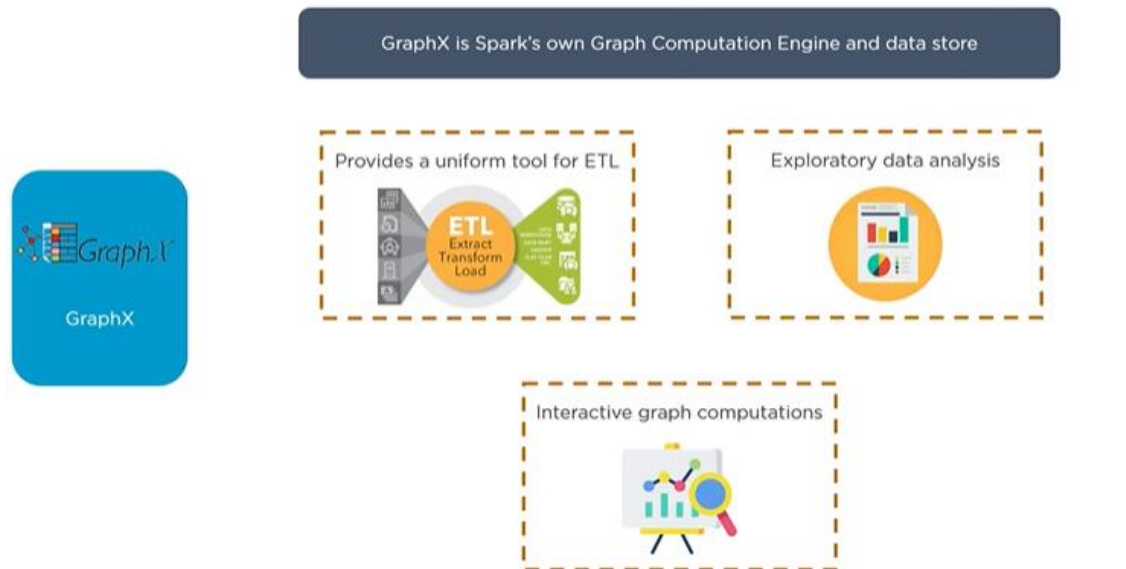 GraphX is Spark's own Graph Computation Engine and data store
Provides a uniform tool for ETL
Exploratory data analysis
ETL
Extract
Transform
Load
GraphX
GraphX
Interactive graph computations